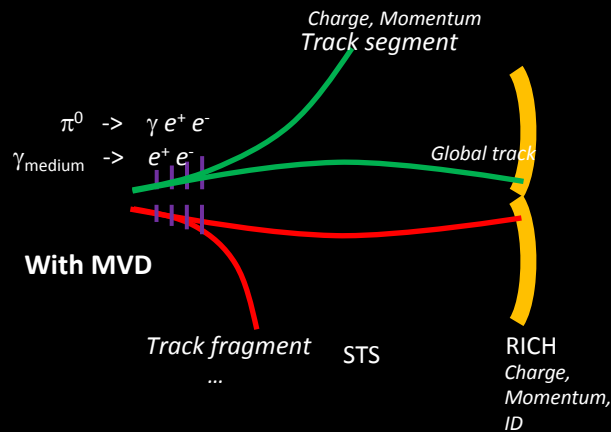 Charge, Momentum
Track segment
π⁰ -> γ e⁺ e⁻
γmedium -> e⁺ e⁻
Global track
With MVD
Track fragment
...
STS
RICH
Charge,
Momentum,
ID